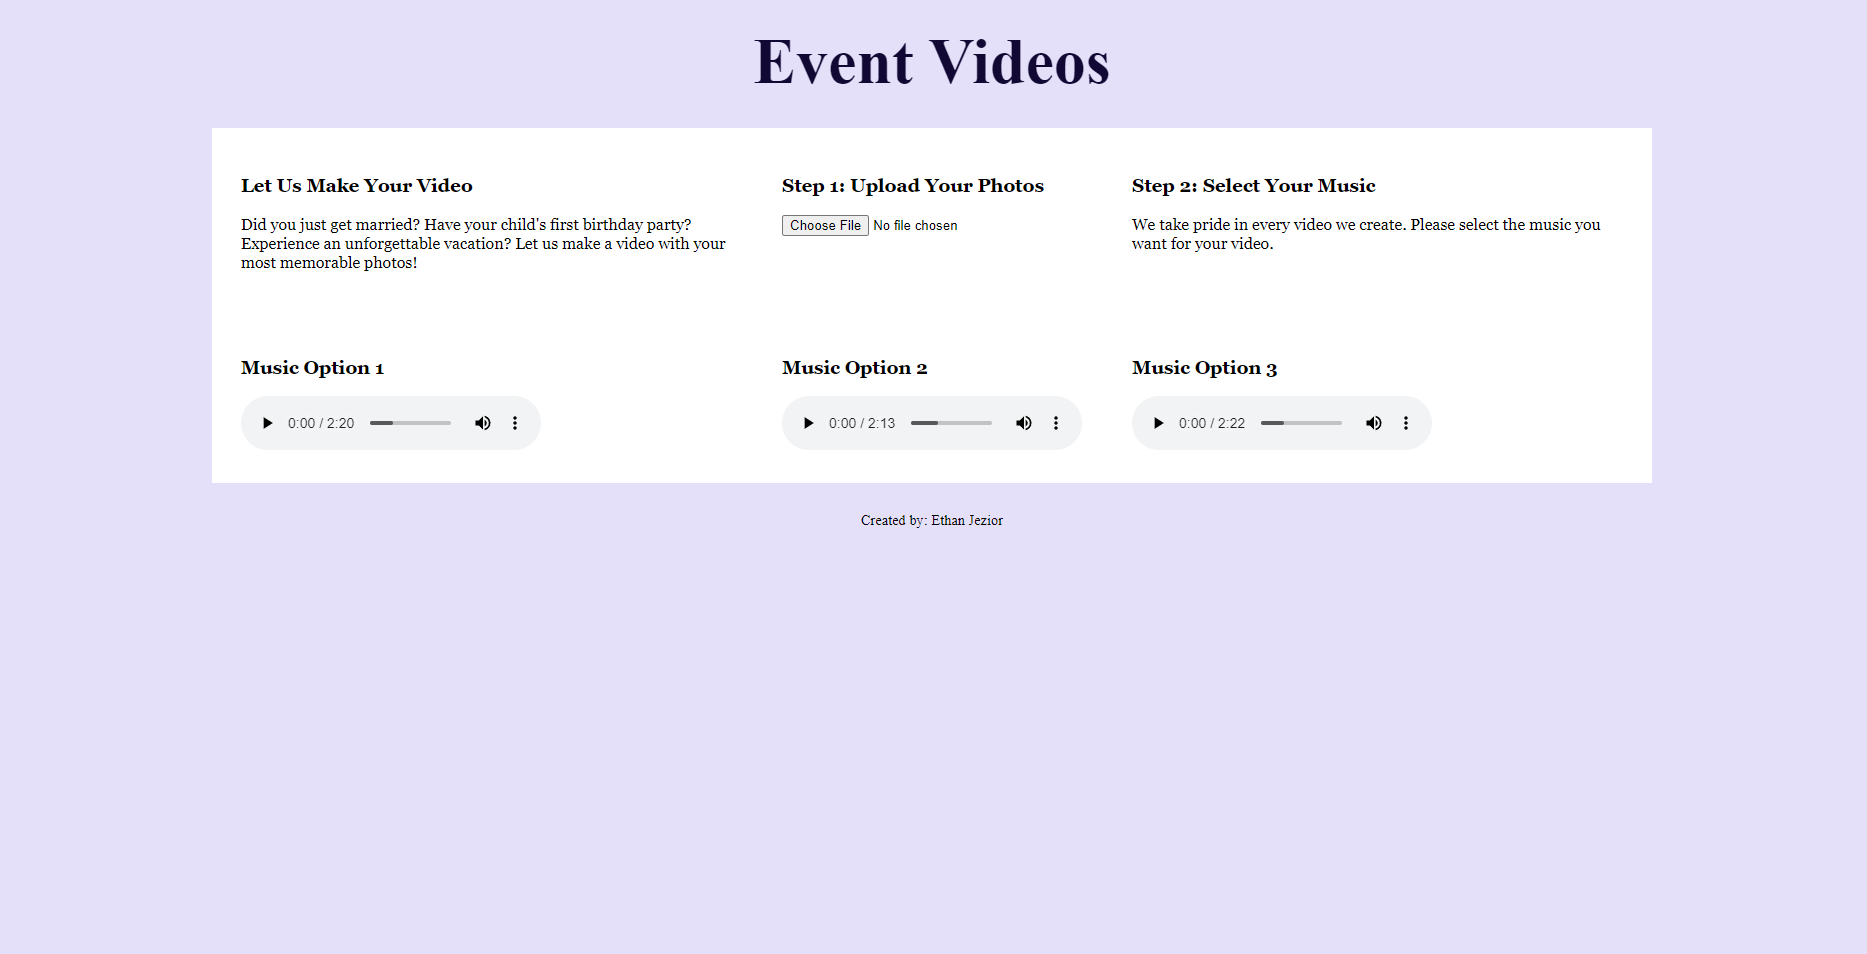 Event Videos
Let Us Make Your Video
Did you just get married? Have your child's first birthday party?
Experience an unforgettable vacation? Let us make a video with your
most memorable photos!
Step 1: Upload Your Photos
Choose File No file chosen
Step 2: Select Your Music
We take pride in every video we create. Please select the music you
want for your video.
Music Option 1
0:00 / 2:20
Music Option 2
0:00 / 2:13
Music Option 3
0:00 / 2:22
Created by: Ethan Jezior